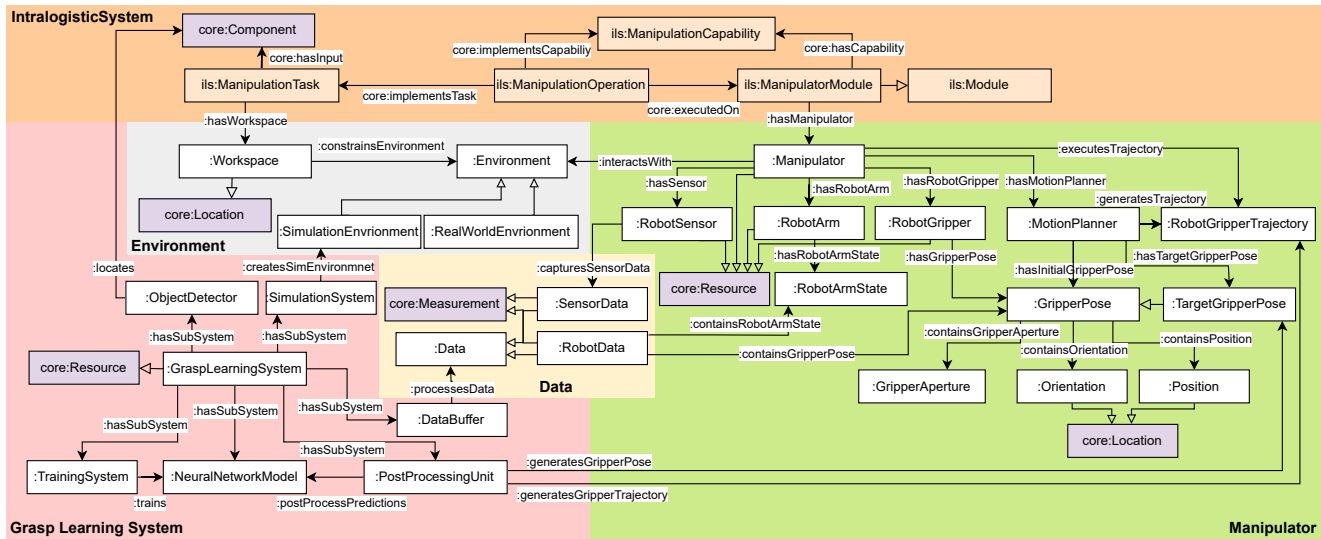 IntralogisticSystem
core:Component
ils:ManipulationCapability
core:implementsCapabiliy
core:hasCapability
core:hasInput
ils:ManipulationTask
ils:ManipulationOperation
ils:ManipulatorModule
ils:Module
core:implementsTask
core:executedOn
:hasWorkspace
:hasManipulator
:constrainsEnvironment
:executesTrajectory
:Workspace
:Environment
:interactsWith
:Manipulator
:hasSensor
:hasRobotArm
:hasRobotGripper
:hasMotionPlanner
:generatesTrajectory
core:Location
:SimulationEnvrionment
:RealWorldEnvrionment
:RobotSensor
:RobotArm
:RobotGripper
:MotionPlanner
:RobotGripperTrajectory
Environment
:hasRobotArmState
:hasGripperPose
:hasTargetGripperPose
:locates
:createsSimEnvironmnet
:capturesSensorData
:hasInitialGripperPose
:ObjectDetector
:SimulationSystem
core:Measurement
:SensorData
core:Resource
:RobotArmState
:GripperPose
:TargetGripperPose
:hasSubSystem
:hasSubSystem
:containsRobotArmState
:containsGripperAperture
:containsPosition
:Data
:RobotData
:containsGripperPose
:containsOrientation
core:Resource
:GraspLearningSystem
:processesData
Data
:GripperAperture
:Orientation
:Position
:hasSubSystem
:hasSubSystem
:hasSubSystem
:DataBuffer
:hasSubSystem
core:Location
:generatesGripperPose
:TrainingSystem
:NeuralNetworkModel
:PostProcessingUnit
:generatesGripperTrajectory
:trains
:postProcessPredictions
Grasp Learning System
Manipulator